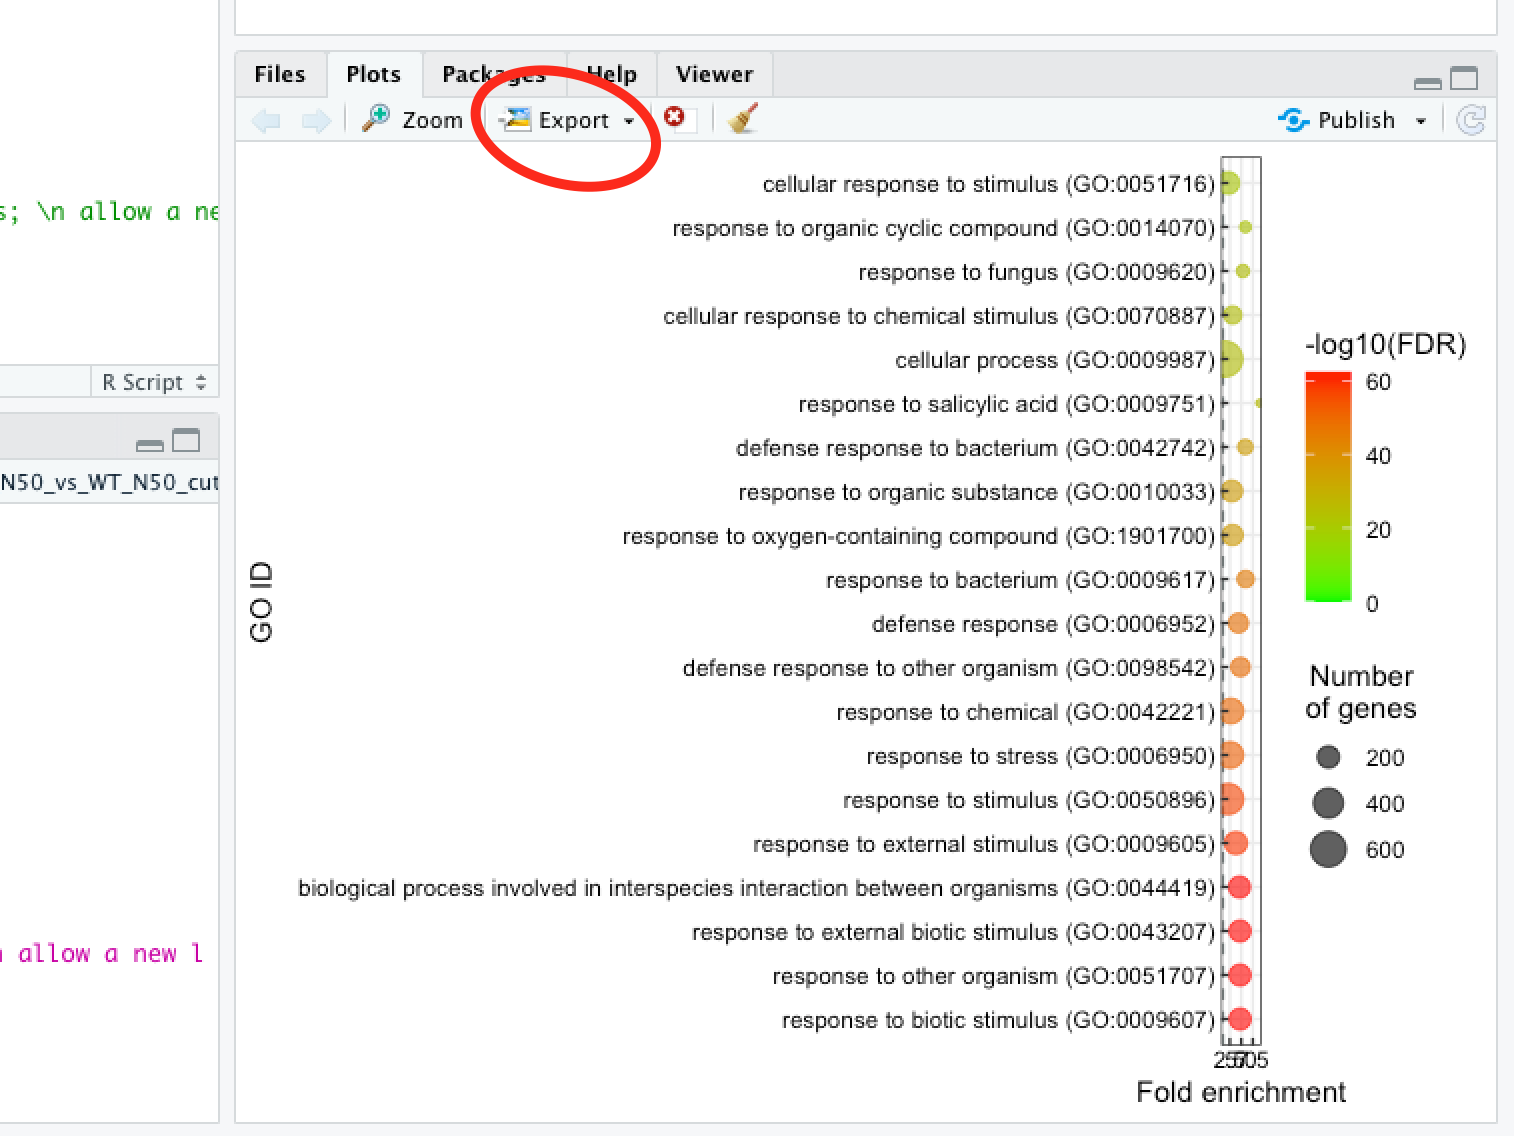 Files Plots Packages Help Viewer
Zoom Export Publish
s; \n allow a ne
R Script
N50_vs_WT_N50_cut
allow a new l
GO ID
cellular response to stimulus (GO:0051716)
response to organic cyclic compound (GO:0014070)
response to fungus (GO:0009620)
cellular response to chemical stimulus (GO:0070887)
cellular process (GO:0009987)
response to salicylic acid (GO:0009751)
defense response to bacterium (GO:0042742)
response to organic substance (GO:0010033)
response to oxygen-containing compound (GO:1901700)
response to bacterium (GO:0009617)
defense response (GO:0006952)
defense response to other organism (GO:0098542)
response to chemical (GO:0042221)
response to stress (GO:0006950)
response to stimulus (GO:0050896)
response to external stimulus (GO:0009605)
biological process involved in interspecies interaction between organisms (GO:0044419)
response to external biotic stimulus (GO:0043207)
response to other organism (GO:0051707)
response to biotic stimulus (GO:0009607)
Fold enrichment
-log10(FDR)
60
40
20
0
Number
of genes
200
400
600